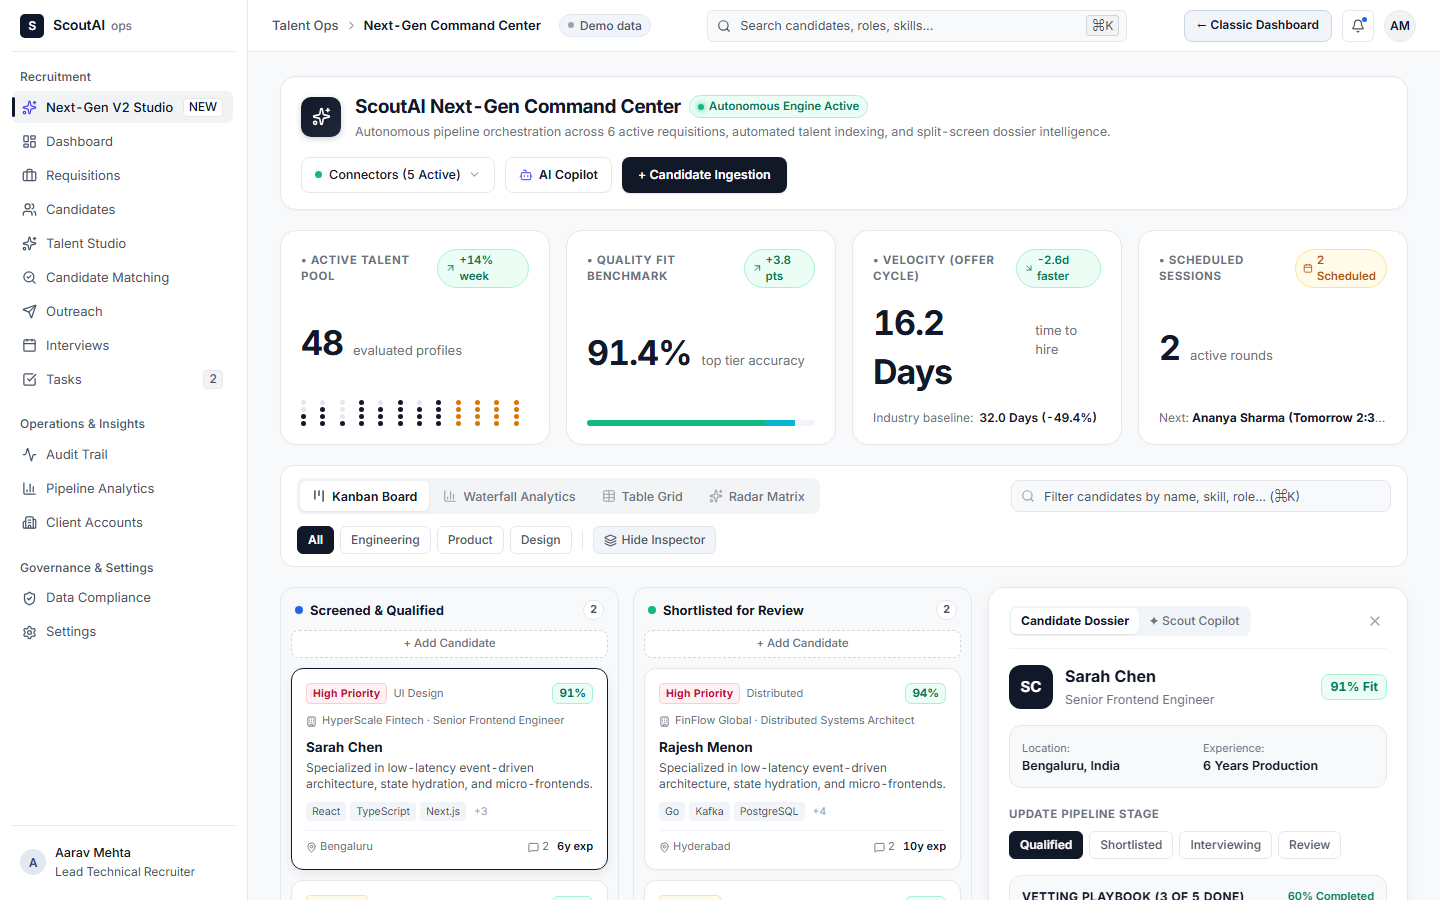 S ScoutAI ops
Recruitment
Next-Gen V2 Studio NEW
Dashboard
Requisitions
Candidates
Talent Studio
Candidate Matching
Outreach
Interviews
Tasks 2
Operations & Insights
Audit Trail
Pipeline Analytics
Client Accounts
Governance & Settings
Data Compliance
Settings
A Aarav Mehta
Lead Technical Recruiter
Talent Ops > Next-Gen Command Center Demo data
Search candidates, roles, skills... ⌘K
← Classic Dashboard
AM
ScoutAI Next-Gen Command Center Autonomous Engine Active
Autonomous pipeline orchestration across 6 active requisitions, automated talent indexing, and split-screen dossier intelligence.
Connectors (5 Active) AI Copilot + Candidate Ingestion
• ACTIVE TALENT
POOL
+14%
week
48 evaluated profiles
• QUALITY FIT
BENCHMARK
+3.8
pts
91.4% top tier accuracy
• VELOCITY (OFFER
CYCLE)
-2.6d
faster
16.2
Days
time to
hire
Industry baseline: 32.0 Days (-49.4%)
• SCHEDULED
SESSIONS
2
Scheduled
2 active rounds
Next: Ananya Sharma (Tomorrow 2:3...
Kanban Board Waterfall Analytics Table Grid Radar Matrix
Filter candidates by name, skill, role... (⌘K)
All Engineering Product Design Hide Inspector
Screened & Qualified 2
+ Add Candidate
High Priority UI Design 91%
HyperScale Fintech · Senior Frontend Engineer
Sarah Chen
Specialized in low-latency event-driven
architecture, state hydration, and micro-frontends.
React TypeScript Next.js +3
Bengaluru 2 6y exp
Shortlisted for Review 2
+ Add Candidate
High Priority Distributed 94%
FinFlow Global · Distributed Systems Architect
Rajesh Menon
Specialized in low-latency event-driven
architecture, state hydration, and micro-frontends.
Go Kafka PostgreSQL +4
Hyderabad 2 10y exp
Candidate Dossier ✦ Scout Copilot
SC Sarah Chen
Senior Frontend Engineer
91% Fit
Location: Experience:
Bengaluru, India 6 Years Production
UPDATE PIPELINE STAGE
Qualified Shortlisted Interviewing Review
VETTING PLAYBOOK (3 OF 5 DONE) 60% Completed